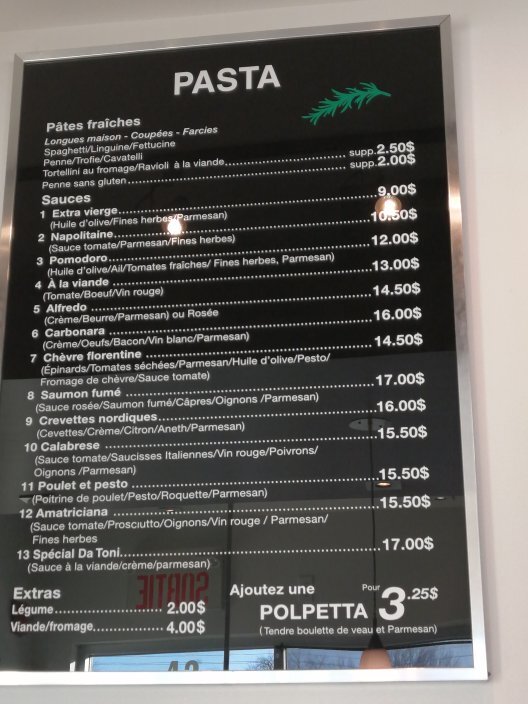 PASTA
Pâtes fraîches
Longues maison - Coupées - Farcies
Spaghetti/Linguine/Fettucine
Penne/Trofie/Cavatelli
Tortellini au fromage/Ravioli à la viande.............................. supp.2.50$
Penne sans gluten.......................................................... supp.2.00$
Sauces
1 Extra vierge.................................................................9.00$
(Huile d'olive/Fines herbes/Parmesan)
2 Napolitaine.................................................................10.50$
(Sauce tomate/Parmesan/Fines herbes)
3 Pomodoro...................................................................12.00$
(Huile d'olive/Ail/Tomates fraîches/ Fines herbes, Parmesan)
4 À la viande .................................................................13.00$
(Tomate/Boeuf/Vin rouge)
5 Alfredo .......................................................................14.50$
(Crème/Beurre/Parmesan) ou Rosée
6 Carbonara ..................................................................16.00$
(Crème/Oeufs/Bacon/Vin blanc/Parmesan)
7 Chèvre florentine .......................................................14.50$
(Épinards/Tomates séchées/Parmesan/Huile d'olive/Pesto/
Fromage de chèvre/Sauce tomate)
8 Saumon fumé .............................................................17.00$
(Sauce rosée/Saumon fumé/Câpres/Oignons /Parmesan)
9 Crevettes nordiques....................................................16.00$
(Cevettes/Crème/Citron/Aneth/Parmesan)
10 Calabrese ..................................................................15.50$
(Sauce tomate/Saucisses Italiennes/Vin rouge/Poivrons/
Oignons /Parmesan)
11 Poulet et pesto ...........................................................15.50$
(Poitrine de poulet/Pesto/Roquette/Parmesan)
12 Amatriciana ...............................................................15.50$
(Sauce tomate/Prosciutto/Oignons/Vin rouge / Parmesan/
Fines herbes
13 Spécial Da Toni...........................................................17.00$
(Sauce à la viande/crème/parmesan)
Extras
Légume........................ 2.00$
Viande/fromage................ 4.00$
Ajoutez une
POLPETTA Pour 3.25$
(Tendre boulette de veau et Parmesan)
SORTIE